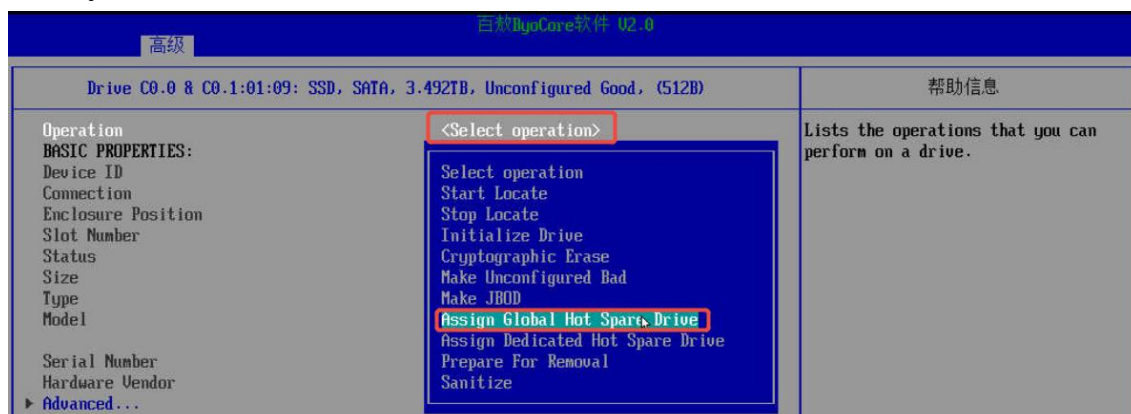 百敖ByoCore软件 V2.0
高级
Drive C0.0 & C0.1:01:09: SSD, SATA, 3.492TB, Unconfigured Good, (512B)
帮助信息
Operation
<Select operation>
Lists the operations that you can
perform on a drive.
BASIC PROPERTIES:
Device ID
Select operation
Connection
Start Locate
Enclosure Position
Stop Locate
Slot Number
Initialize Drive
Status
Cryptographic Erase
Size
Make Unconfigured Bad
Type
Make JBOD
Model
Assign Global Hot Spare Drive
Assign Dedicated Hot Spare Drive
Serial Number
Prepare For Removal
Hardware Vendor
Sanitize
Advanced...